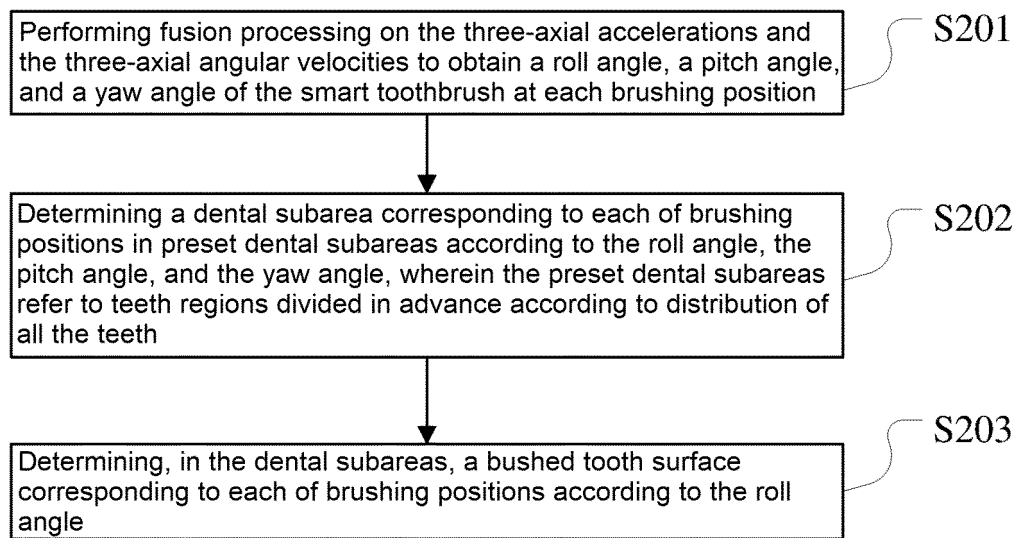 Performing fusion processing on the three-axial accelerations and
the three-axial angular velocities to obtain a roll angle, a pitch angle,
and a yaw angle of the smart toothbrush at each brushing position
S201
Determining a dental subarea corresponding to each of brushing
positions in preset dental subareas according to the roll angle, the
pitch angle, and the yaw angle, wherein the preset dental subareas
refer to teeth regions divided in advance according to distribution of
all the teeth
S202
Determining, in the dental subareas, a bushed tooth surface
corresponding to each of brushing positions according to the roll
angle
S203